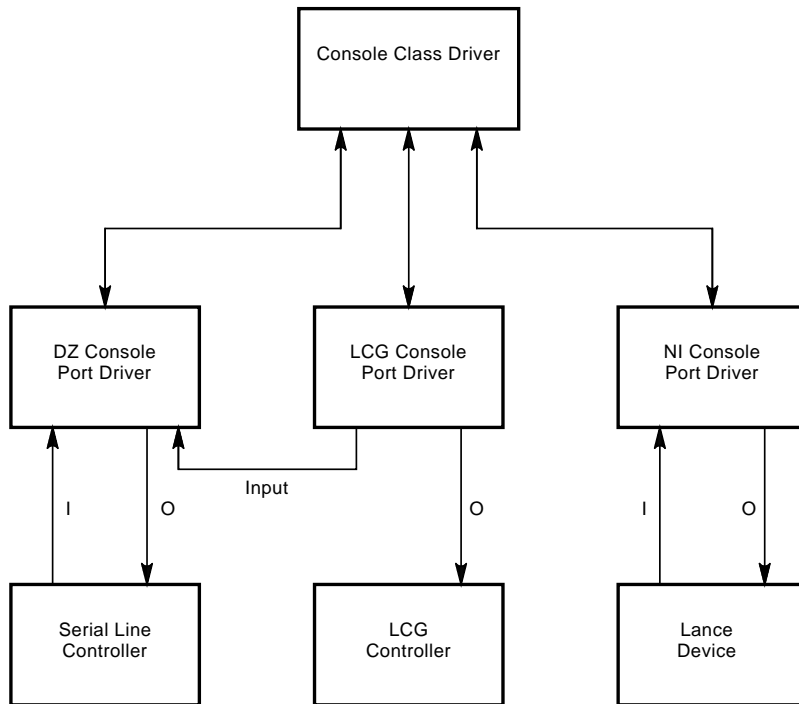 Console Class Driver
DZ Console
Port Driver
LCG Console
Port Driver
NI Console
Port Driver
Input
I
O
O
I
O
Serial Line
Controller
LCG
Controller
Lance
Device